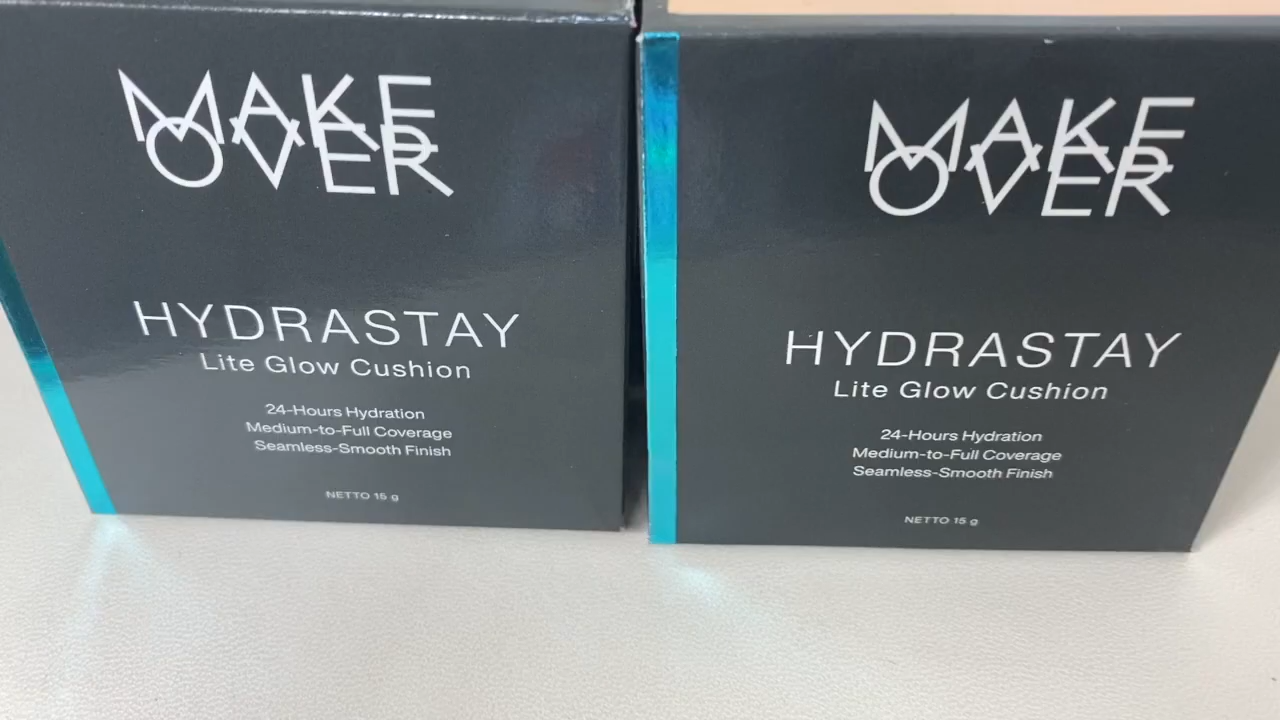 MAKE
OVER
HYDRASTAY
Lite Glow Cushion
24-Hours Hydration
Medium-to-Full Coverage
Seamless-Smooth Finish
NETTO 15 g
MAKE
OVER
HYDRASTAY
Lite Glow Cushion
24-Hours Hydration
Medium-to-Full Coverage
Seamless-Smooth Finish
NETTO 15 g